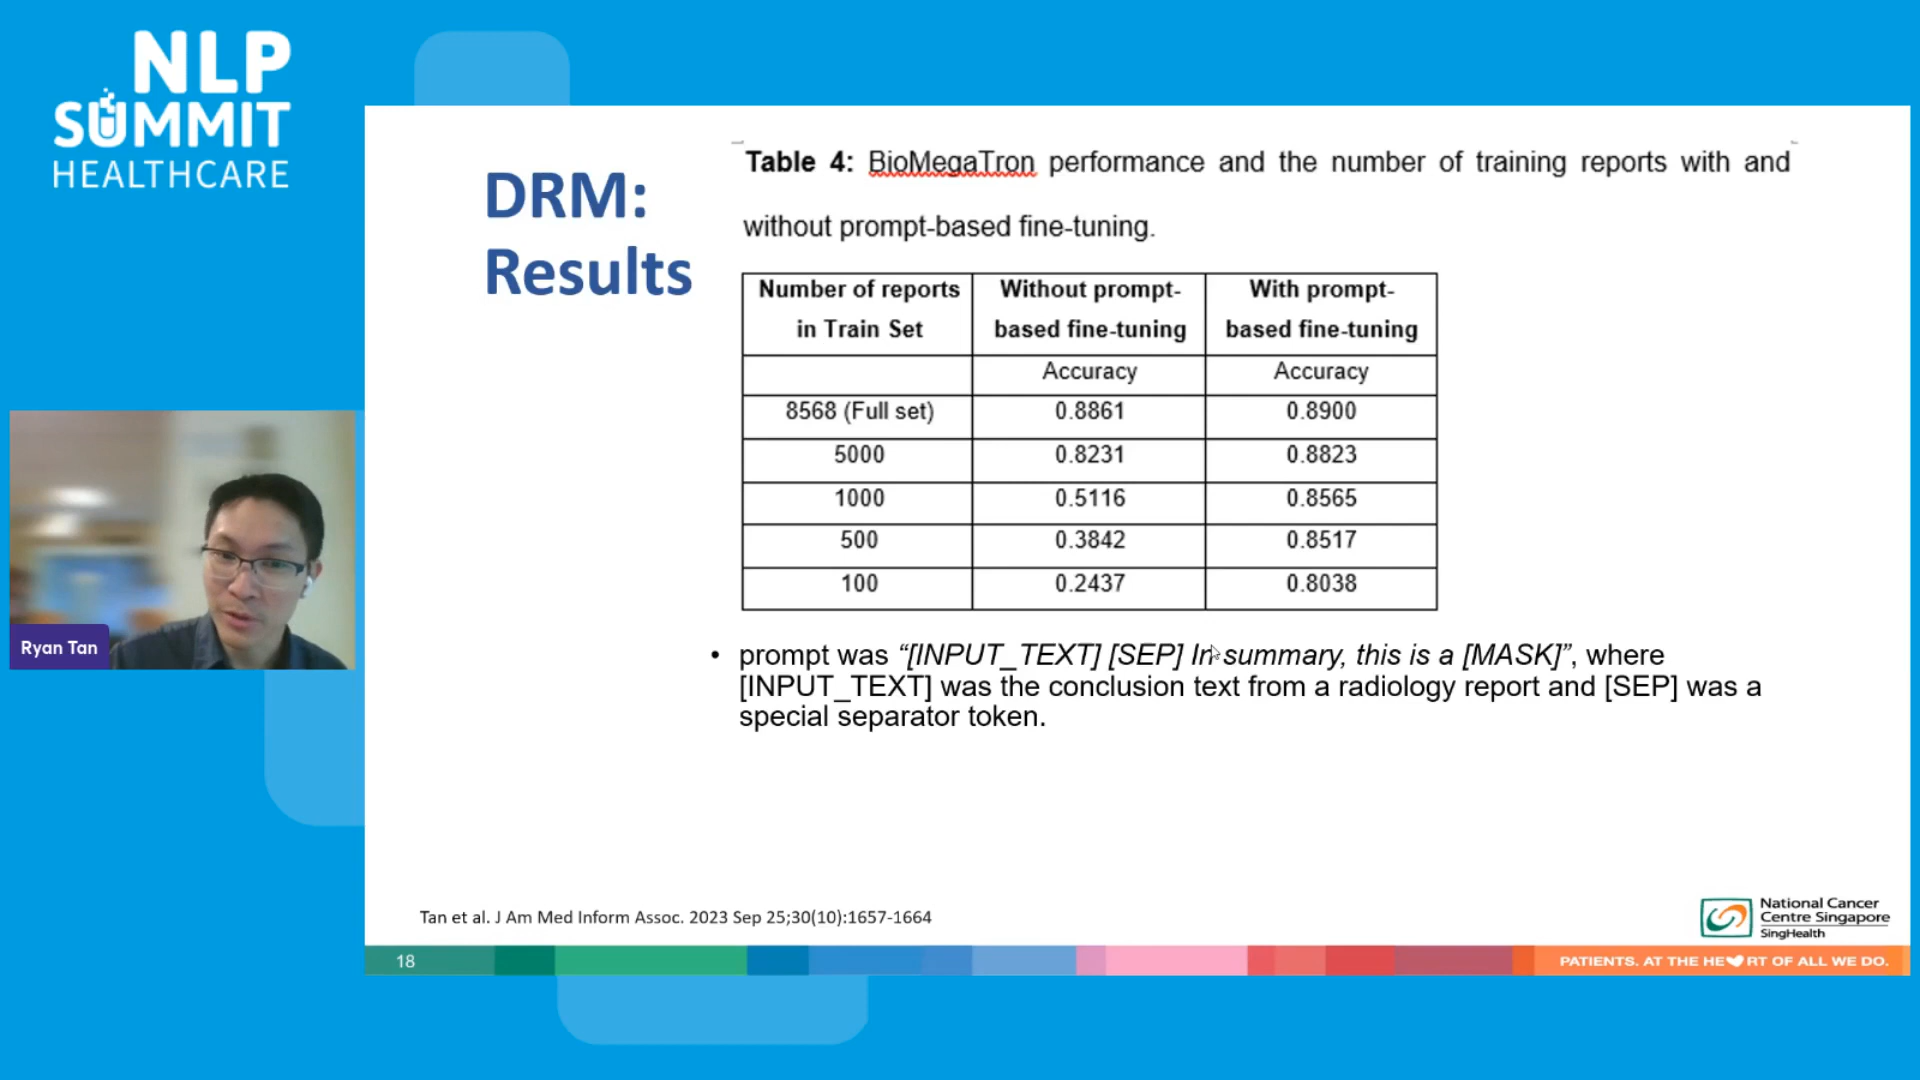 NLP
SUMMIT
HEALTHCARE
DRM:
Results
Table 4: BioMegaTron performance and the number of training reports with and
without prompt-based fine-tuning.
Number of reports in Train Set | Without prompt-based fine-tuning | With prompt-based fine-tuning
Accuracy | Accuracy
8568 (Full set) | 0.8861 | 0.8900
5000 | 0.8231 | 0.8823
1000 | 0.5116 | 0.8565
500 | 0.3842 | 0.8517
100 | 0.2437 | 0.8038
• prompt was “[INPUT_TEXT] [SEP] In summary, this is a [MASK]”, where
[INPUT_TEXT] was the conclusion text from a radiology report and [SEP] was a
special separator token.
Ryan Tan
Tan et al. J Am Med Inform Assoc. 2023 Sep 25;30(10):1657-1664
National Cancer
Centre Singapore
SingHealth
18
PATIENTS. AT THE HE♥RT OF ALL WE DO.